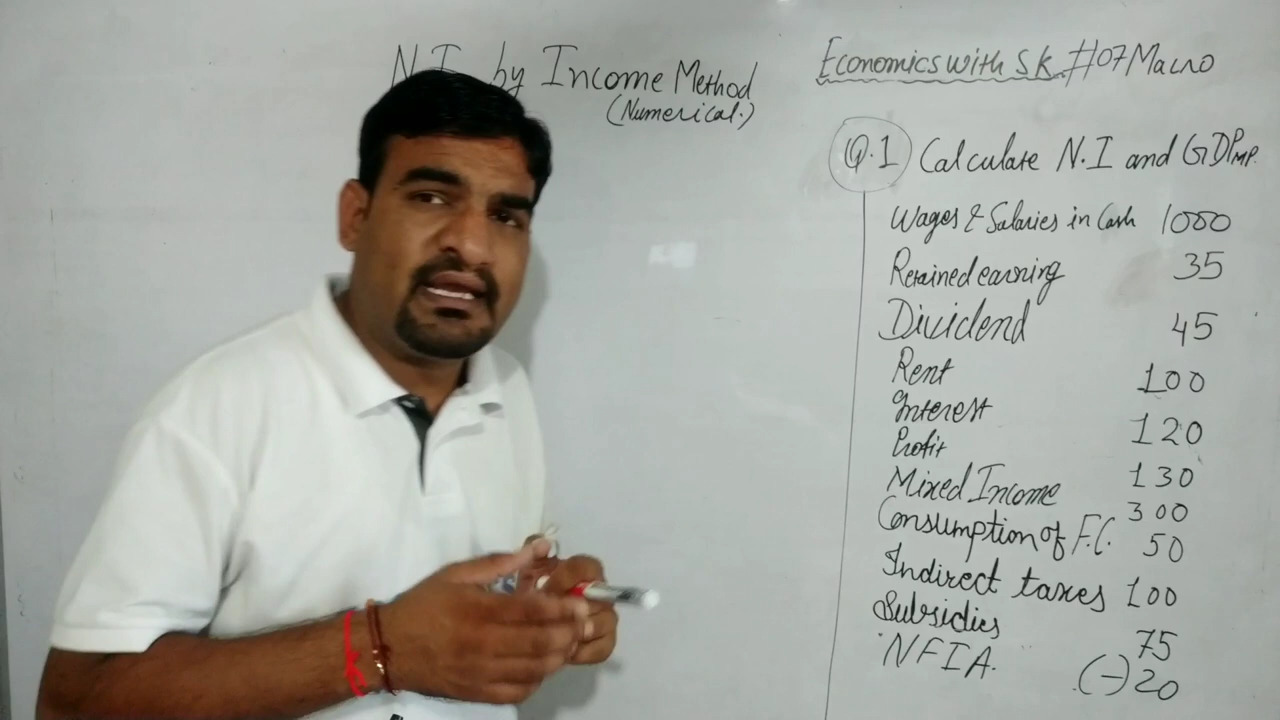 N.I by Income Method
(Numerical.)
Economics with S.K. #07 Macro
Q.1 Calculate N.I and GDPMP.
Wages & Salaries in Cash 1000
Retained earning 35
Dividend 45
Rent 100
Interest 120
Profit 130
Mixed Income 300
Consumption of F.C. 50
Indirect taxes 100
Subsidies 75
NFIA. (-)20